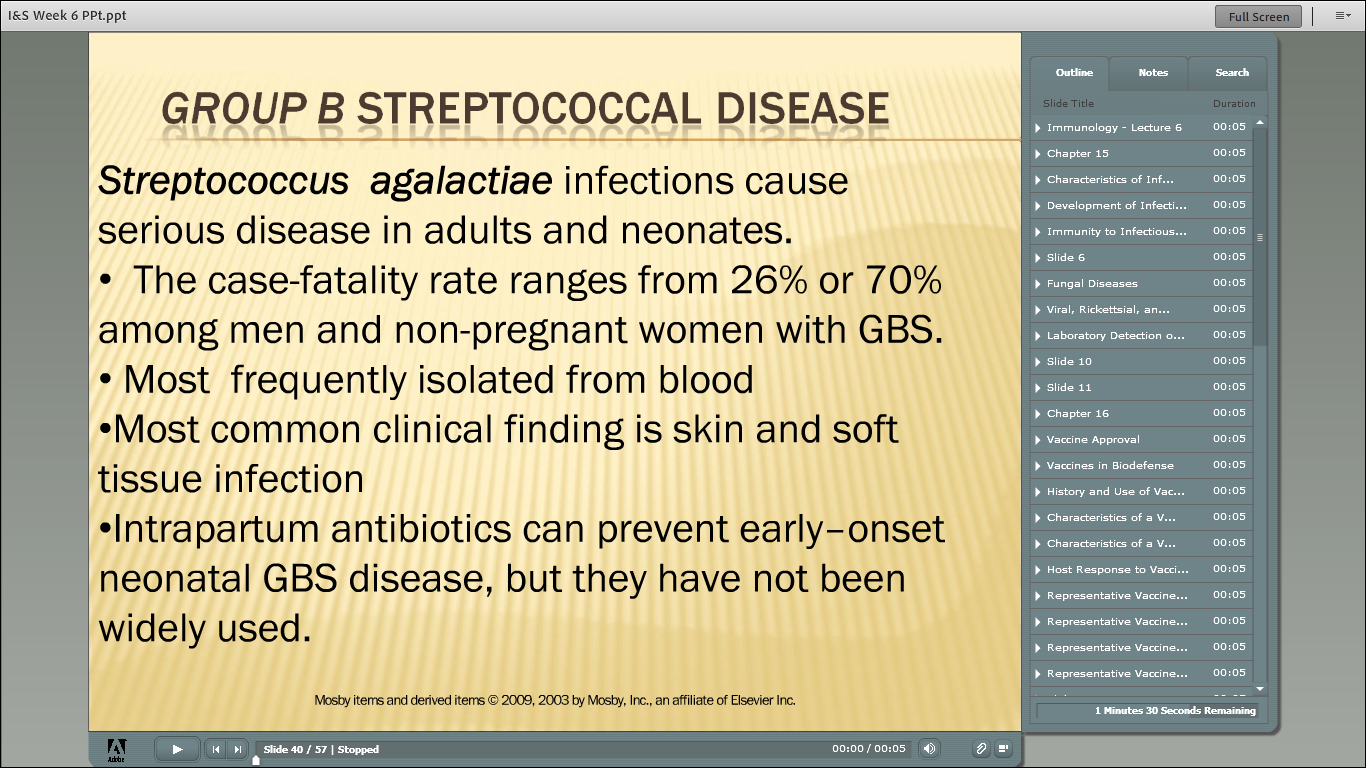 I&S Week 6 PPt.ppt
Full Screen
GROUP B STREPTOCOCCAL DISEASE
Streptococcus agalactiae infections cause
serious disease in adults and neonates.
• The case-fatality rate ranges from 26% or 70%
among men and non-pregnant women with GBS.
• Most frequently isolated from blood
•Most common clinical finding is skin and soft
tissue infection
•Intrapartum antibiotics can prevent early–onset
neonatal GBS disease, but they have not been
widely used.
Mosby items and derived items © 2009, 2003 by Mosby, Inc., an affiliate of Elsevier Inc.
Outline Notes Search
Slide Title Duration
Immunology - Lecture 6 00:05
Chapter 15 00:05
Characteristics of Inf... 00:05
Development of Infecti... 00:05
Immunity to Infectious... 00:05
Slide 6 00:05
Fungal Diseases 00:05
Viral, Rickettsial, an... 00:05
Laboratory Detection o... 00:05
Slide 10 00:05
Slide 11 00:05
Chapter 16 00:05
Vaccine Approval 00:05
Vaccines in Biodefense 00:05
History and Use of Vac... 00:05
Characteristics of a V... 00:05
Characteristics of a V... 00:05
Host Response to Vacci... 00:05
Representative Vaccine... 00:05
Representative Vaccine... 00:05
Representative Vaccine... 00:05
Representative Vaccine... 00:05
1 Minutes 30 Seconds Remaining
Adobe
Slide 40 / 57 | Stopped 00:00 / 00:05